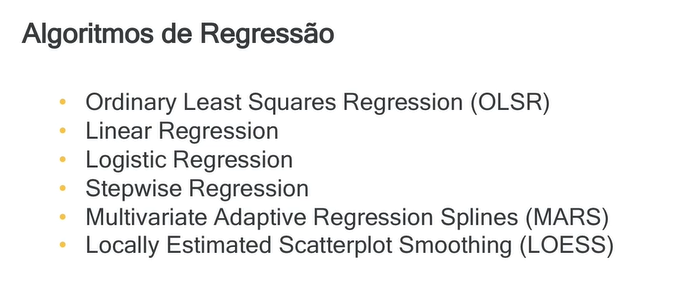 Algoritmos de Regressão
• Ordinary Least Squares Regression (OLSR)
• Linear Regression
• Logistic Regression
• Stepwise Regression
• Multivariate Adaptive Regression Splines (MARS)
• Locally Estimated Scatterplot Smoothing (LOESS)